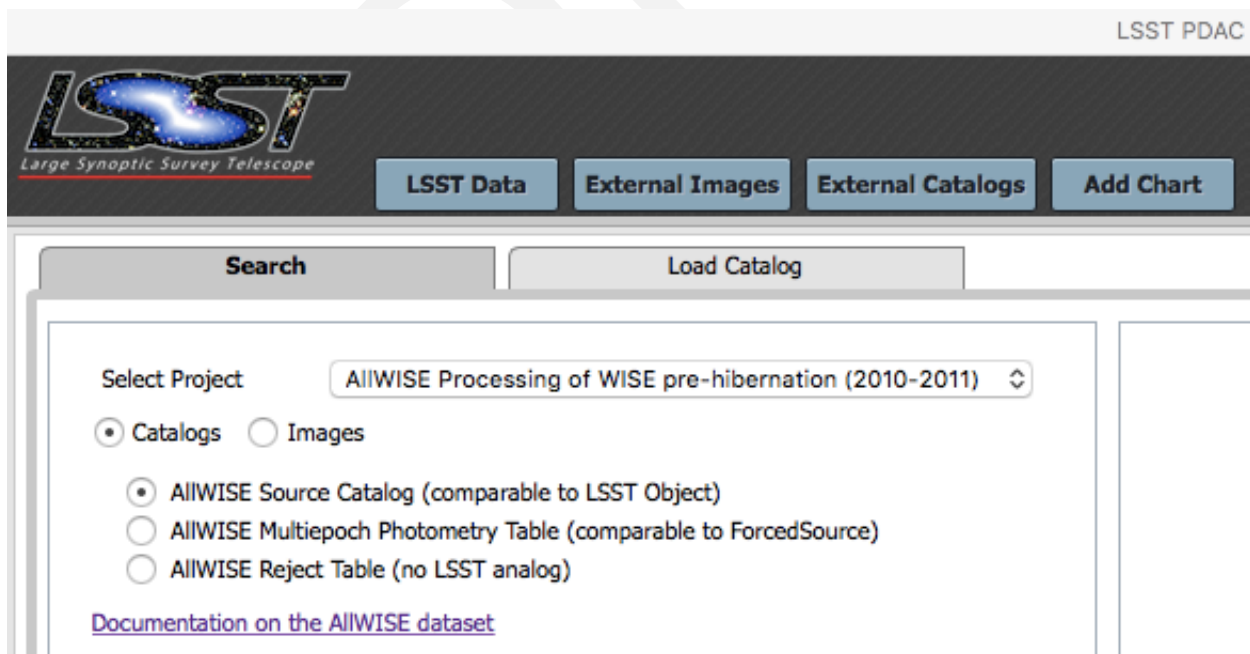 LSST PDAC
LSST
Large Synoptic Survey Telescope
LSST Data External Images External Catalogs Add Chart
Search Load Catalog
Select Project AllWISE Processing of WISE pre-hibernation (2010-2011)
Catalogs Images
AllWISE Source Catalog (comparable to LSST Object)
AllWISE Multiepoch Photometry Table (comparable to ForcedSource)
AllWISE Reject Table (no LSST analog)
Documentation on the AllWISE dataset